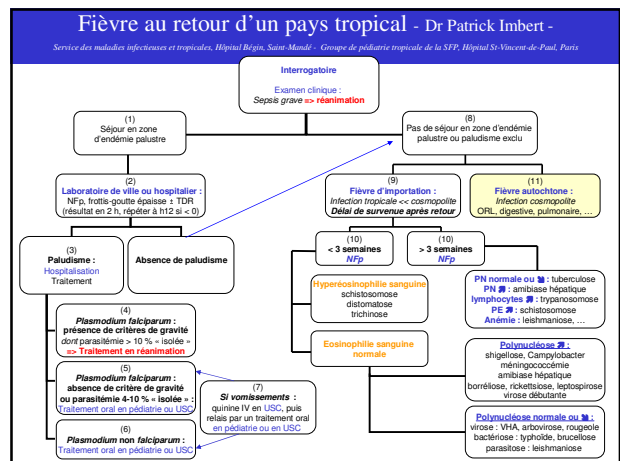 Fièvre au retour d'un pays tropical - Dr Patrick Imbert -
Service des maladies infectieuses et tropicales, Hôpital Bégin, Saint-Mandé - Groupe de pédiatrie tropicale de la SFP, Hôpital St-Vincent-de-Paul, Paris
Interrogatoire
Examen clinique :
Sepsis grave => réanimation
(1)
Séjour en zone
d'endémie palustre
(8)
Pas de séjour en zone d'endémie
palustre ou paludisme exclu
(2)
Laboratoire de ville ou hospitalier :
NFp, frottis-goutte épaisse ± TDR
(résultat en 2 h, répéter à h12 si < 0)
(9)
Fièvre d'importation :
Infection tropicale << cosmopolite
Délai de survenue après retour
(11)
Fièvre autochtone :
Infection cosmopolite
ORL, digestive, pulmonaire, …
(3)
Paludisme :
Hospitalisation
Traitement
Absence de paludisme
(10)
< 3 semaines
NFp
(10)
> 3 semaines
NFp
PN normale ou ↘ : tuberculose
PN ↗ : amibiase hépatique
lymphocytes ↗ : trypanosomose
PE ↗ : schistosomose
Anémie : leishmaniose, …
Hyperéosinophilie sanguine
schistosomose
distomatose
trichinose
(4)
Plasmodium falciparum :
présence de critères de gravité
dont parasitémie > 10 % « isolée »
=> Traitement en réanimation
Eosinophilie sanguine
normale
Polynucléose ↗ :
shigellose, Campylobacter
méningococcémie
amibiase hépatique
borréliose, rickettsiose, leptospirose
virose débutante
(5)
Plasmodium falciparum :
absence de critère de gravité
ou parasitémie 4-10 % « isolée » :
Traitement oral en pédiatrie ou USC
(7)
Si vomissements :
quinine IV en USC, puis
relais par un traitement oral
en pédiatrie ou en USC
(6)
Plasmodium non falciparum :
Traitement oral en pédiatrie ou USC
Polynucléose normale ou ↘ :
virose : VHA, arbovirose, rougeole
bactériose : typhoïde, brucellose
parasitose : leishmaniose